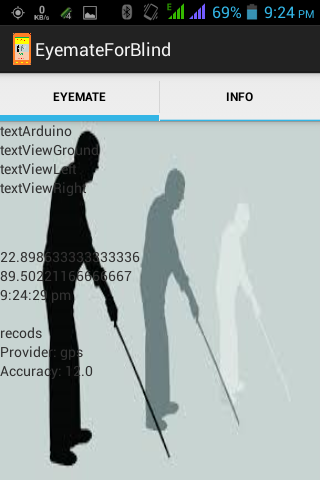 0
KB/s
E
69%
9:24 PM
EyemateForBlind
EYEMATE
INFO
textArduino
textViewGround
textViewLeft
textViewRight
22.898633333333336
89.50221166666667
9:24:29 pm
recods
Provider: gps
Accuracy: 12.0